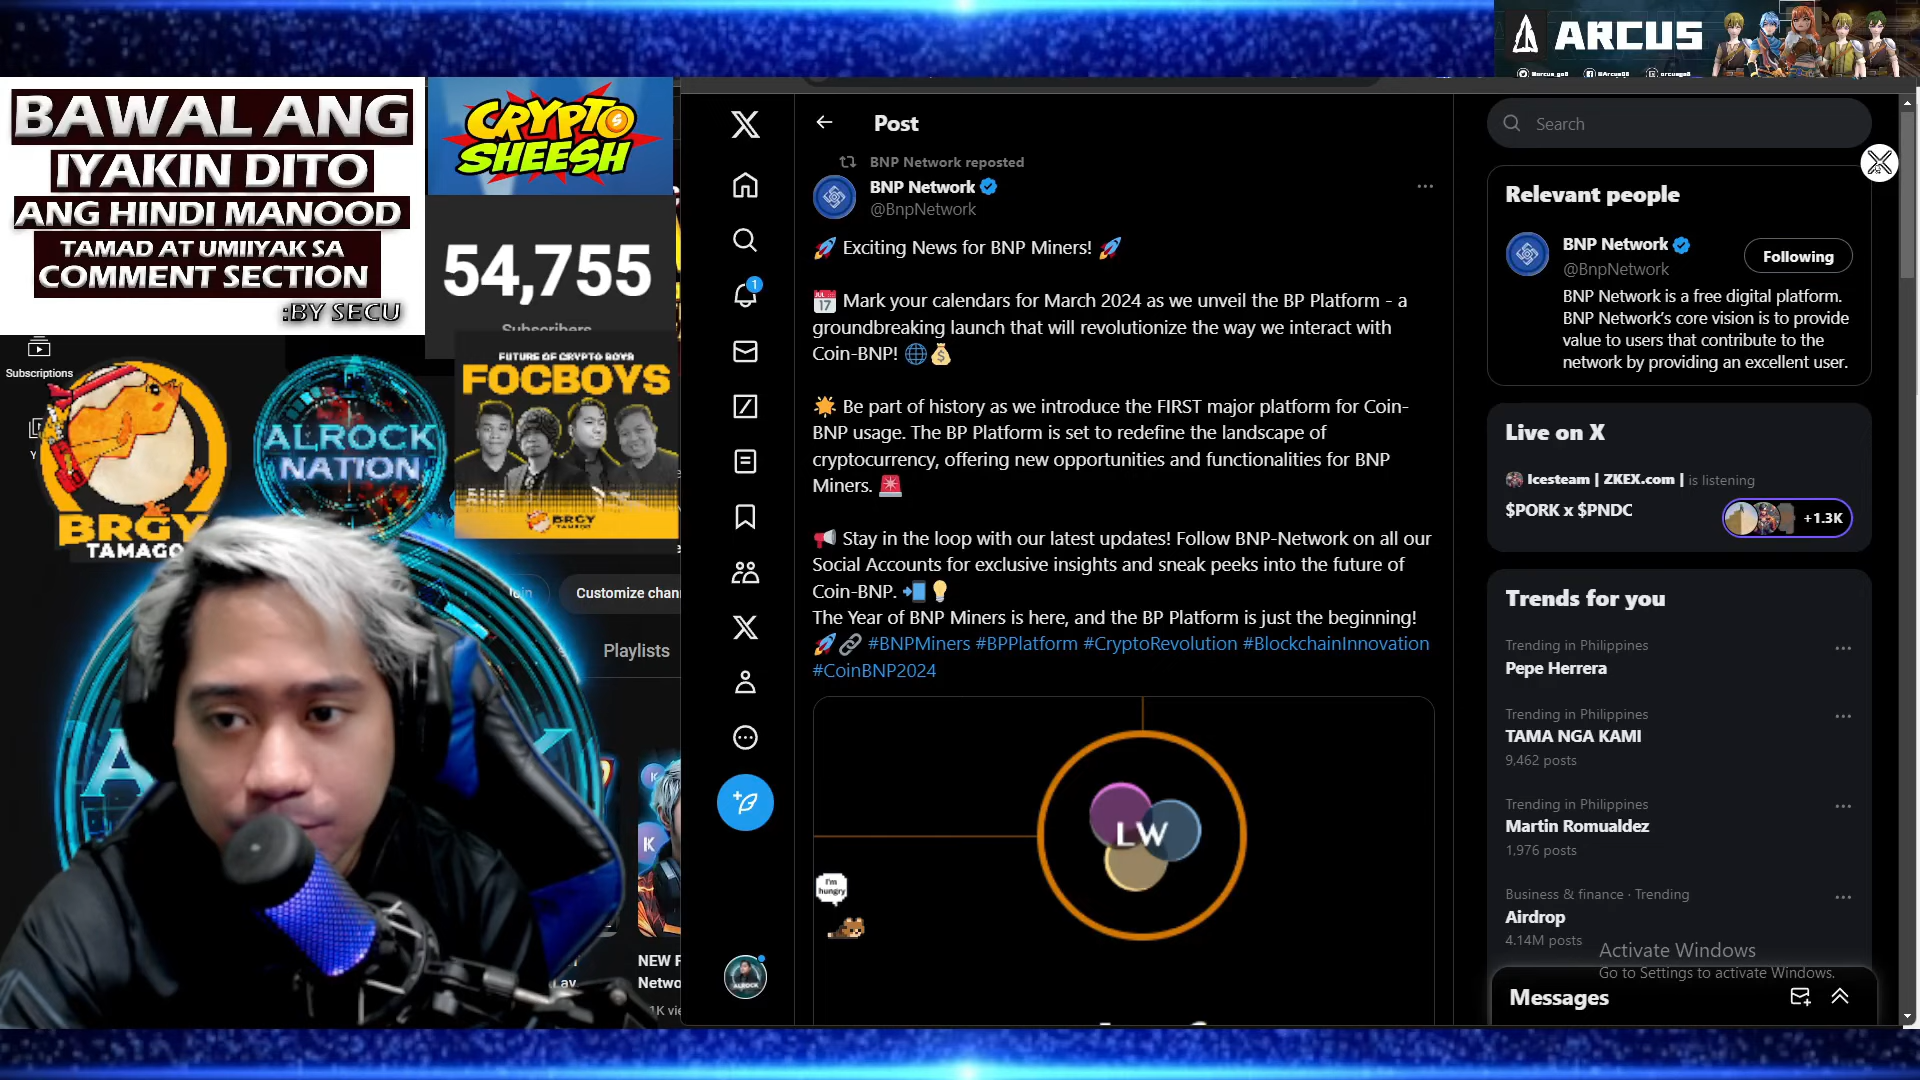 ARCUS
BAWAL ANG
IYAKIN DITO
ANG HINDI MANOOD
TAMAD AT UMIIYAK SA
COMMENT SECTION
:BY SECU
CRYPTO
SHEESH
54,755
Subscribers
Subscriptions
BRGY
TAMAGO
ALROCK
NATION
FUTURE OF CRYPTO BOYS
FOCBOYS
BRGY
Join
Customize chan
Playlists
NEW F
Netwo
1K vie
Post
BNP Network reposted
BNP Network
@BnpNetwork
🚀 Exciting News for BNP Miners! 🚀
📅 Mark your calendars for March 2024 as we unveil the BP Platform - a
groundbreaking launch that will revolutionize the way we interact with
Coin-BNP! 🌐💰
🌟 Be part of history as we introduce the FIRST major platform for Coin-
BNP usage. The BP Platform is set to redefine the landscape of
cryptocurrency, offering new opportunities and functionalities for BNP
Miners. 🚨
📢 Stay in the loop with our latest updates! Follow BNP-Network on all our
Social Accounts for exclusive insights and sneak peeks into the future of
Coin-BNP. 📲💡
The Year of BNP Miners is here, and the BP Platform is just the beginning!
🚀🔗 #BNPMiners #BPPlatform #CryptoRevolution #BlockchainInnovation
#CoinBNP2024
LW
I'm
hungry
1
ALROCK
Search
Relevant people
BNP Network
@BnpNetwork
Following
BNP Network is a free digital platform.
BNP Network's core vision is to provide
value to users that contribute to the
network by providing an excellent user.
Live on X
Icesteam | ZKEX.com | is listening
$PORK x $PNDC
+1.3K
Trends for you
Trending in Philippines
Pepe Herrera
Trending in Philippines
TAMA NGA KAMI
9,462 posts
Trending in Philippines
Martin Romualdez
1,976 posts
Business & finance · Trending
Airdrop
4.14M posts
Activate Windows
Go to Settings to activate Windows.
Messages